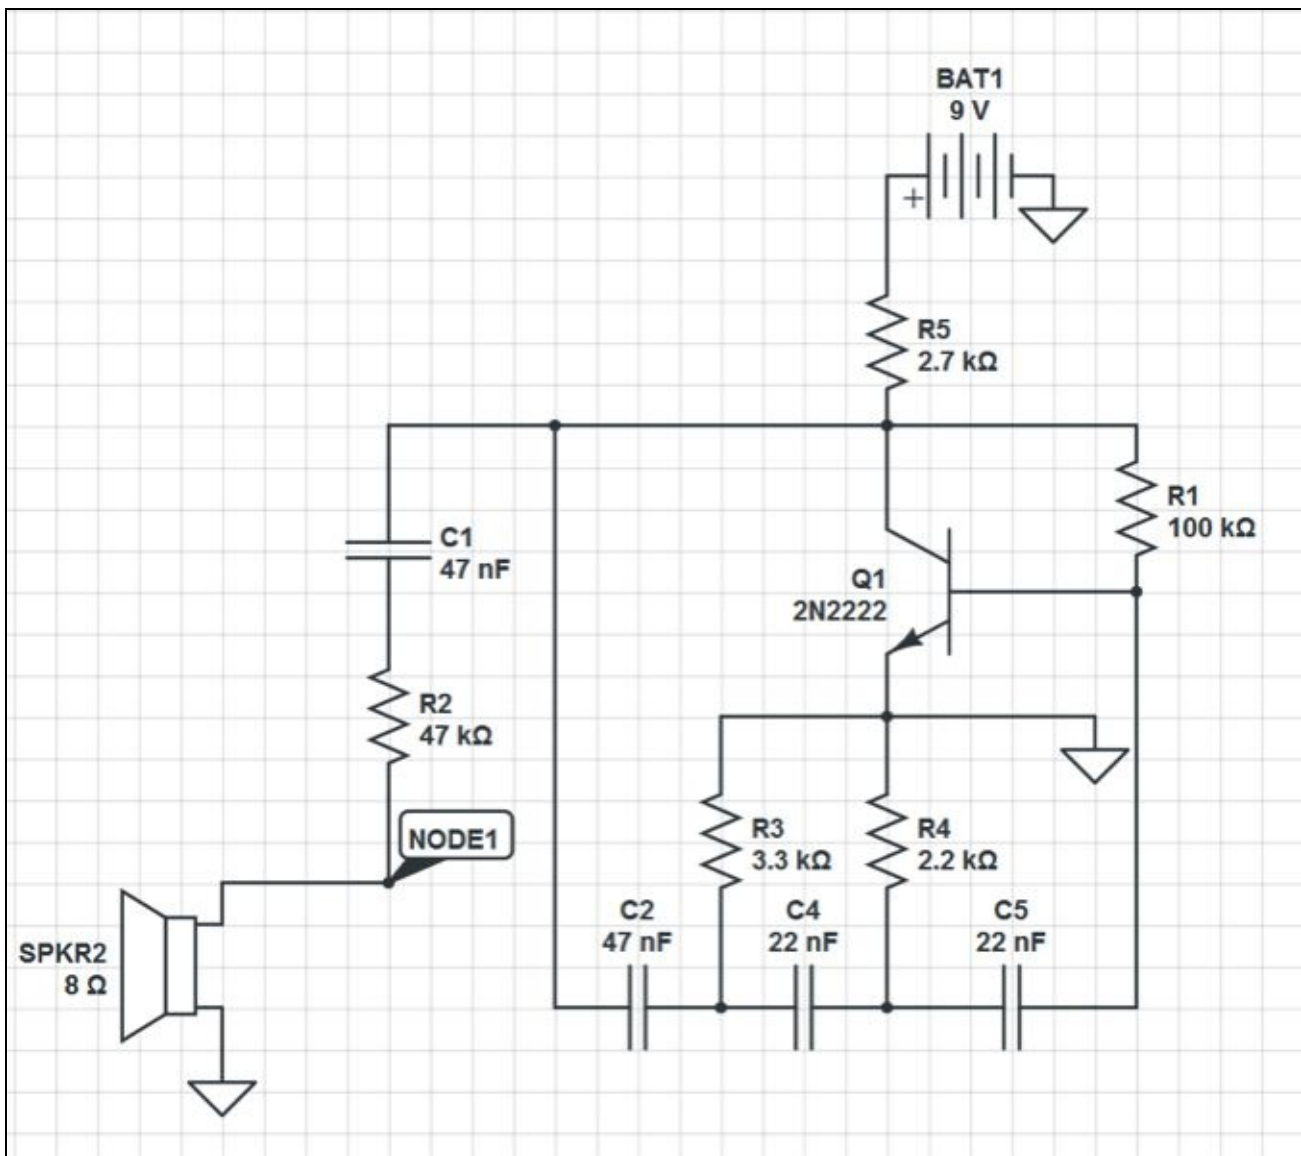 BAT1
9 V
+
R5
2.7 kΩ
R1
100 kΩ
C1
47 nF
Q1
2N2222
R2
47 kΩ
NODE1
R3
3.3 kΩ
R4
2.2 kΩ
C2
47 nF
C4
22 nF
C5
22 nF
SPKR2
8 Ω